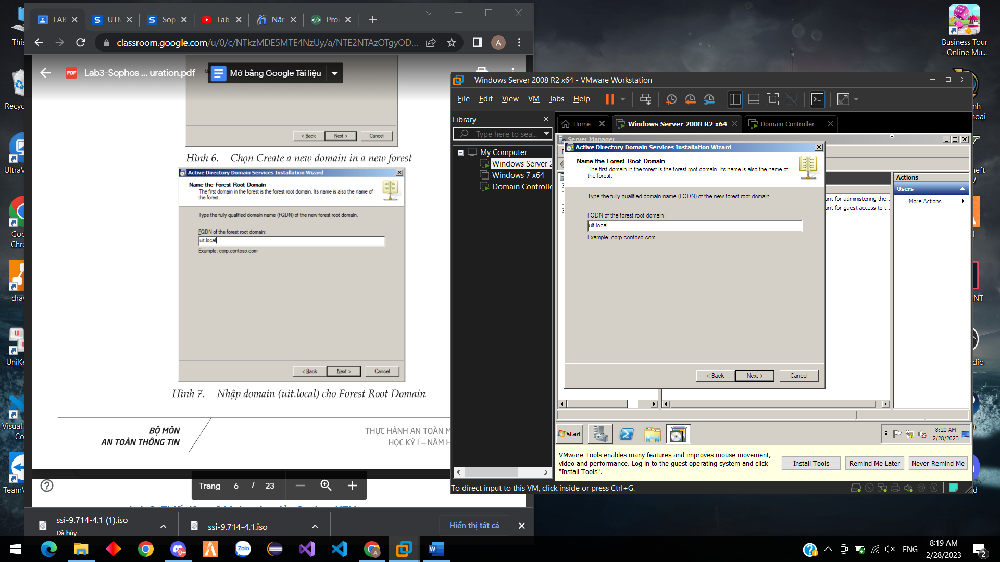 LAB
UTM
Sop
Lab
Nân
Pro
classroom.google.com/u/0/c/NTkzMDE5MTE4NzUy/a/NTE2NTAzOTgyOD...
A
PDF
Lab3-Sophos ... uration.pdf
Mở bằng Google Tài liệu
< Back
Next >
Cancel
Hình 6. Chọn Create a new domain in a new forest
Active Directory Domain Services Installation Wizard
Name the Forest Root Domain
The first domain in the forest is the forest root domain. Its name is also the name of
the forest.
Type the fully qualified domain name (FQDN) of the new forest root domain.
FQDN of the forest root domain:
uit.local
Example: corp.contoso.com
< Back
Next >
Cancel
Hình 7. Nhập domain (uit.local) cho Forest Root Domain
BỘ MÔN
AN TOÀN THÔNG TIN
THỰC HÀNH AN TOÀN M
HỌC KỲ I – NĂM H
Trang 6 / 23
ssi-9.714-4.1 (1).iso
Đã hủy
ssi-9.714-4.1.iso
Hiển thị tất cả
Windows Server 2008 R2 x64 - VMware Workstation
File Edit View VM Tabs Help
Library
Type here to sea...
My Computer
Windows Server 2
Windows 7 x64
Domain Controlle
Home
Windows Server 2008 R2 x64
Domain Controller
Server Manager
Active Directory Domain Services Installation Wizard
Name the Forest Root Domain
The first domain in the forest is the forest root domain. Its name is also the name of
the forest.
Type the fully qualified domain name (FQDN) of the new forest root domain.
FQDN of the forest root domain:
uit.local
Example: corp.contoso.com
< Back
Next >
Cancel
unt for administering the...
unt for guest access to t...
Actions
Users
More Actions
Start
8:20 AM
2/28/2023
VMware Tools enables many features and improves mouse movement,
video and performance. Log in to the guest operating system and click
"Install Tools".
Install Tools
Remind Me Later
Never Remind Me
To direct input to this VM, click inside or press Ctrl+G.
This
Recyc
UltraV
Goo
Chro
draw
UniKe
Visual
Co
TeamV
Business Tour
- Online Mu...
nh
oại
eft
V
NT
dio
d
Zalo
9+
A
W
ENG
8:19 AM
2/28/2023
2